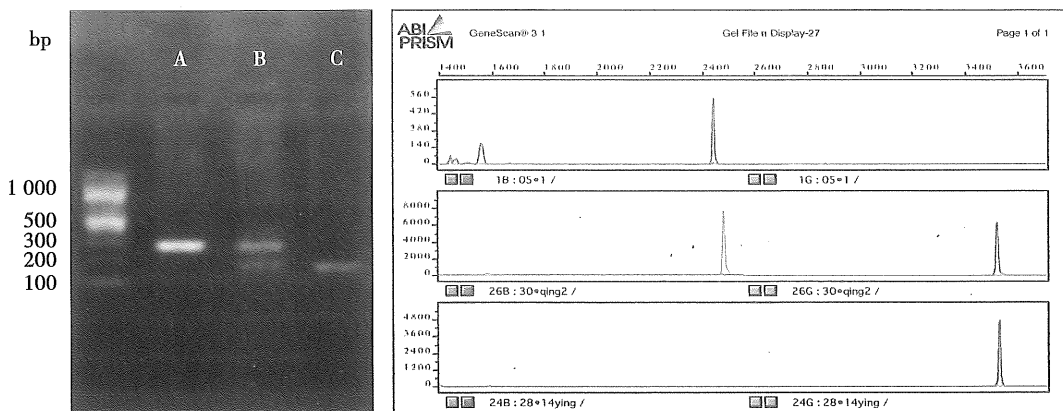 bp
A B C
1 000
500
300
200
100
ABI
PRISM
GeneScan® 3 1
Gel File π Display-27
Page 1 of 1
1400 1600 2000 2200 2400 2600 3000 3200 3400 3600
560
420
280
140
0
1B : 05•1 / 1G : 05•1 /
8000
6000
4000
2000
0
26B : 30•qing2 / 26G : 30•qing2 /
4800
3600
2400
1200
0
24B : 28•14ying / 24G : 28•14ying /